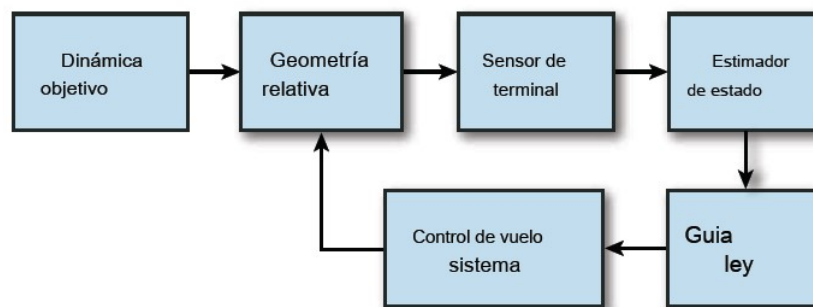 Dinámica
objetivo
Geometría
relativa
Sensor de
terminal
Estimador
de estado
Control de vuelo
sistema
Guia
ley